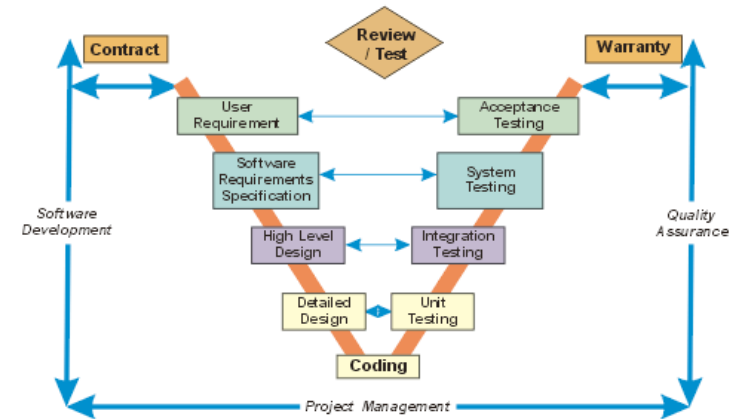 Contract
Review
/ Test
Warranty
User
Requirement
Acceptance
Testing
Software
Requirements
Specification
System
Testing
Software
Development
Quality
Assurance
High Level
Design
Integration
Testing
Detailed
Design
Unit
Testing
Coding
Project Management